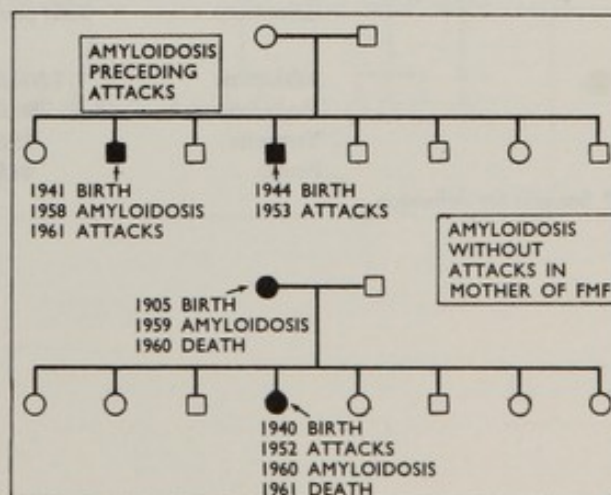 AMYLOIDOSIS
PRECEDING
ATTACKS
1941 BIRTH
1958 AMYLOIDOSIS
1961 ATTACKS
1944 BIRTH
1953 ATTACKS
AMYLOIDOSIS
WITHOUT
ATTACKS IN
MOTHER OF FMF
1905 BIRTH
1959 AMYLOIDOSIS
1960 DEATH
1940 BIRTH
1952 ATTACKS
1960 AMYLOIDOSIS
1961 DEATH